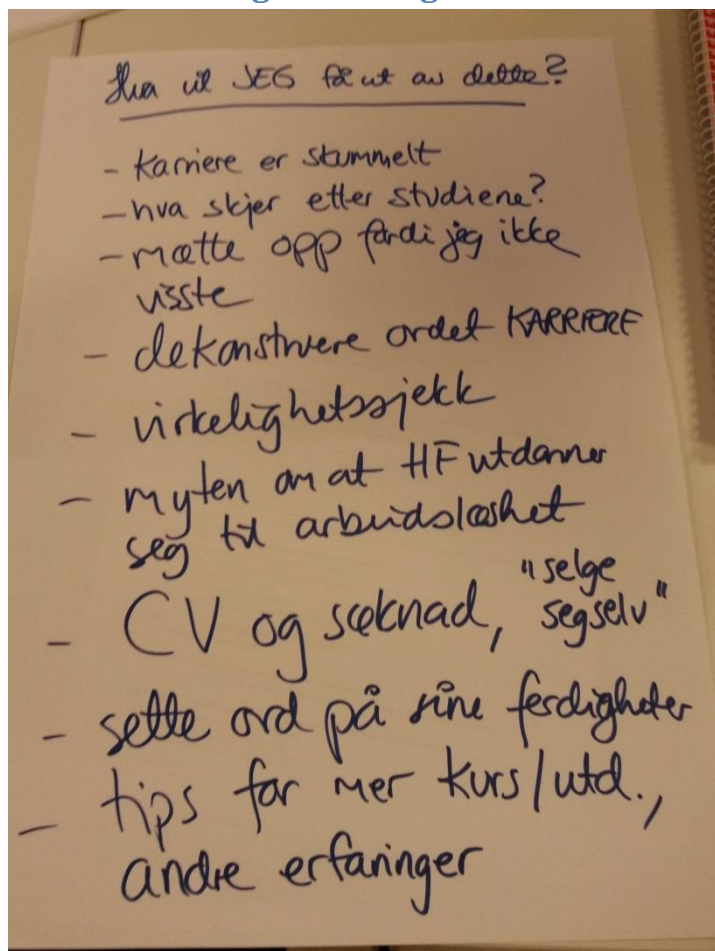 Hva vil JEG få ut av dette?
- karriere er skummelt
- hva skjer etter studiene?
- møtte opp fordi jeg ikke
visste
- dekonstruere ordet KARRIERE
- virkelighetssjekk
- myten om at HF utdanner
seg til arbeidsløshet
- CV og søknad, "selge
segselv"
- sette ord på sine ferdigheter
- tips for mer kurs/utd.,
andre erfaringer